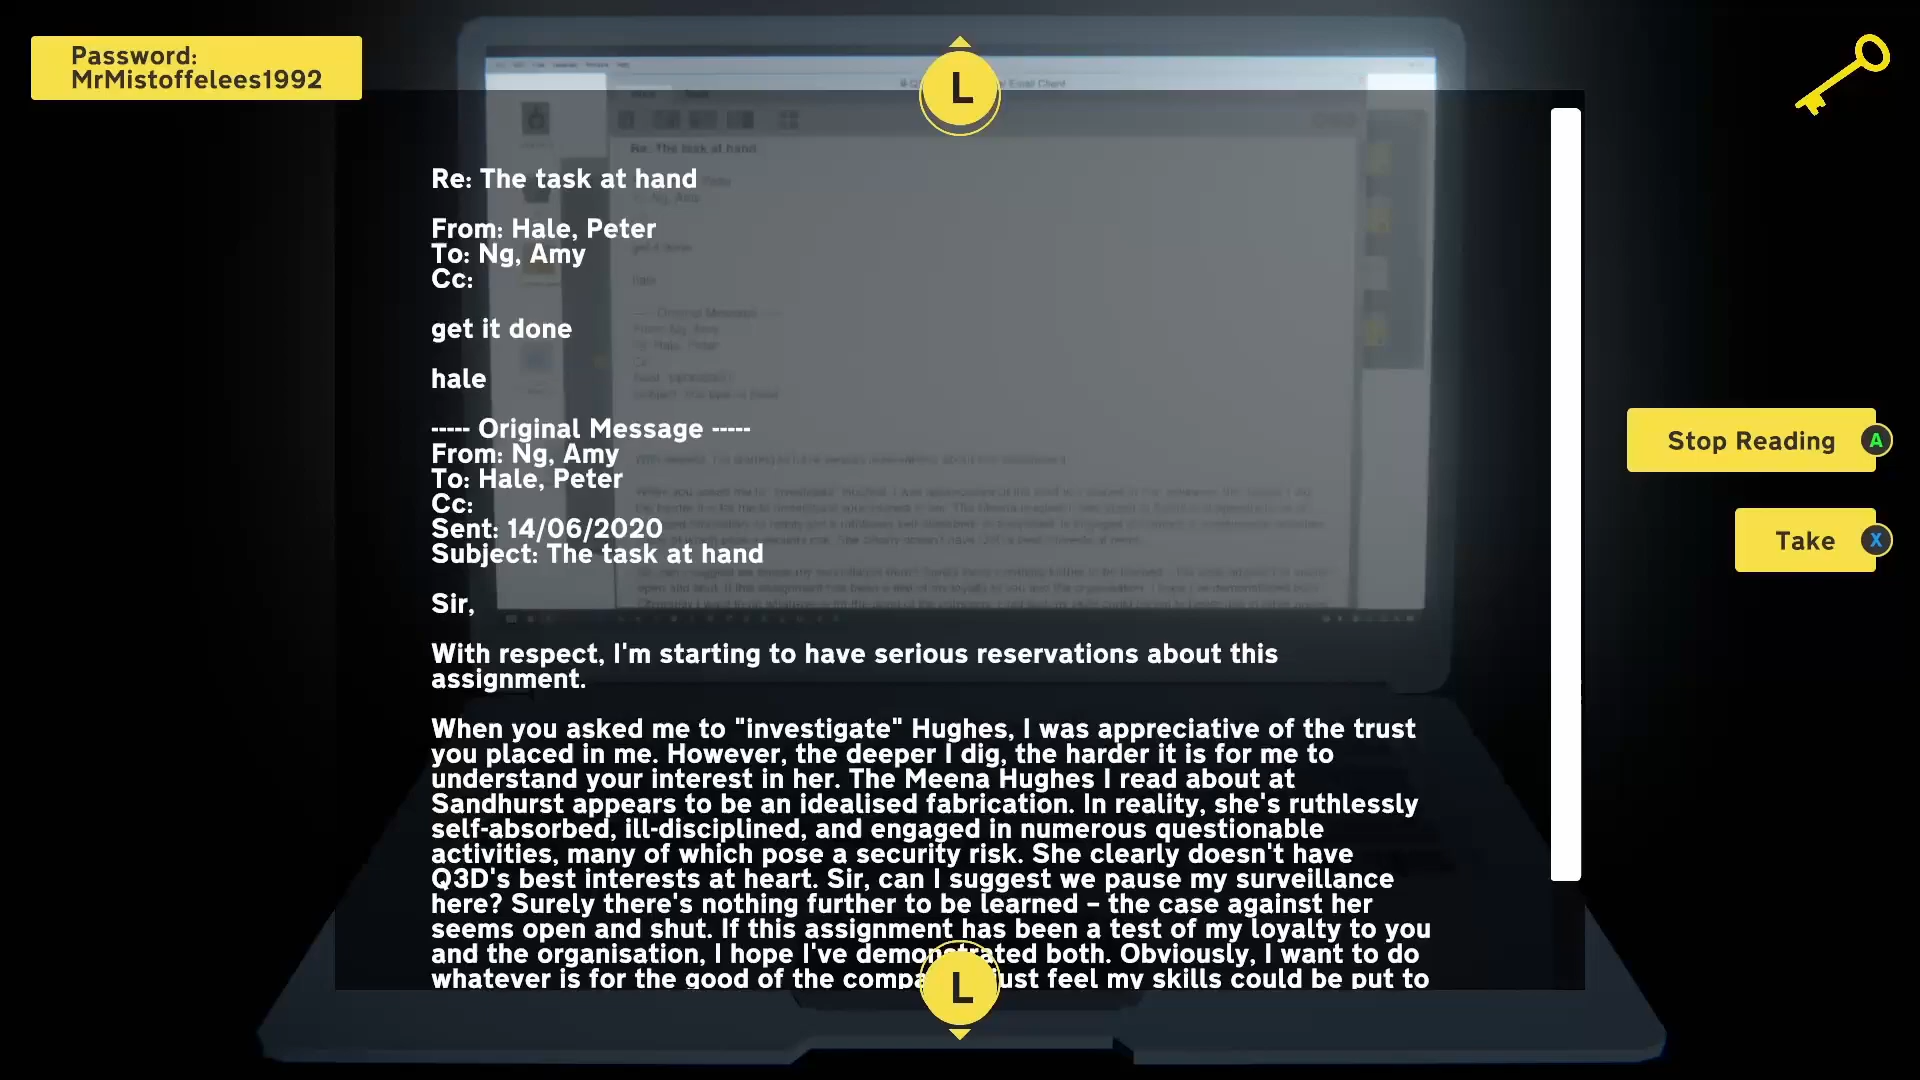 Password:
MrMistoffelees1992
L
Re: The task at hand
From: Hale, Peter
To: Ng, Amy
Cc:
get it done
hale
----- Original Message -----
From: Ng, Amy
To: Hale, Peter
Cc:
Sent: 14/06/2020
Subject: The task at hand
Sir,
With respect, I'm starting to have serious reservations about this
assignment.
When you asked me to "investigate" Hughes, I was appreciative of the trust
you placed in me. However, the deeper I dig, the harder it is for me to
understand your interest in her. The Meena Hughes I read about at
Sandhurst appears to be an idealised fabrication. In reality, she's ruthlessly
self-absorbed, ill-disciplined, and engaged in numerous questionable
activities, many of which pose a security risk. She clearly doesn't have
Q3D's best interests at heart. Sir, can I suggest we pause my surveillance
here? Surely there's nothing further to be learned – the case against her
seems open and shut. If this assignment has been a test of my loyalty to you
and the organisation, I hope I've demonstrated both. Obviously, I want to do
whatever is for the good of the compa ust feel my skills could be put to
L
Stop Reading A
Take X